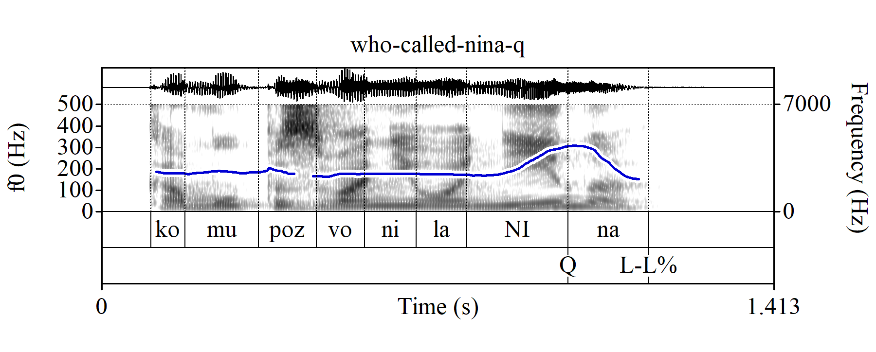 who-called-nina-q
500
400
300
200
100
0
f0 (Hz)
7000
0
Frequency (Hz)
ko mu poz vo ni la NI na
Q L-L%
0 Time (s) 1.413